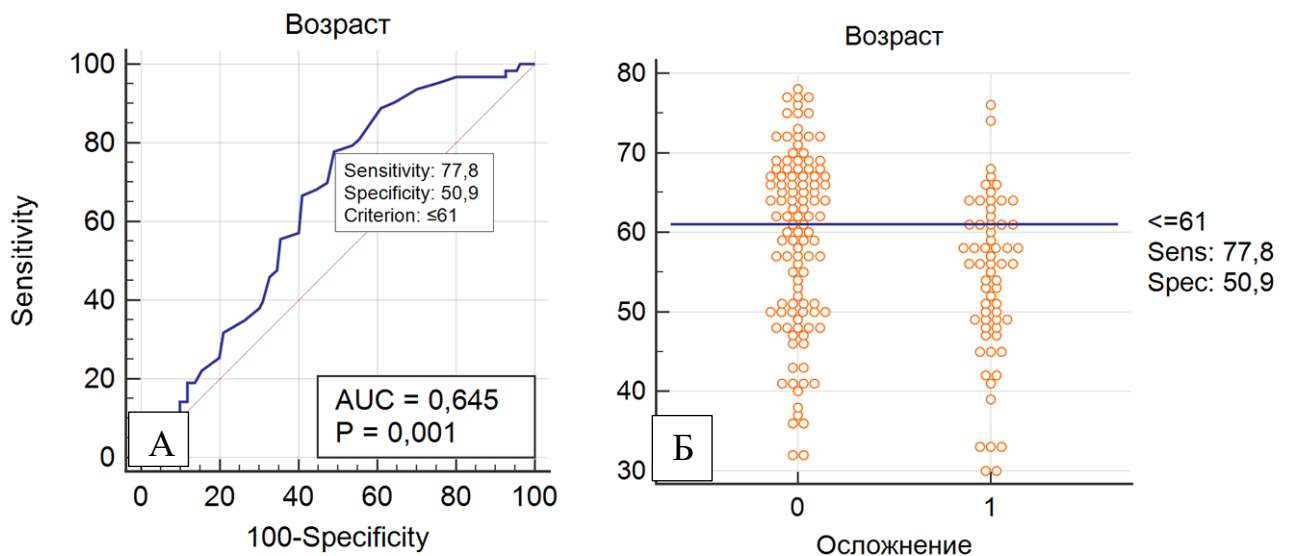 Возраст
100
80
60
40
20
0
Sensitivity
Sensitivity: 77,8
Specificity: 50,9
Criterion: ≤61
AUC = 0,645
P = 0,001
А
0 20 40 60 80 100
100-Specificity
Возраст
80
70
60
50
40
30
<=61
Sens: 77,8
Spec: 50,9
Б
0 1
Осложнение